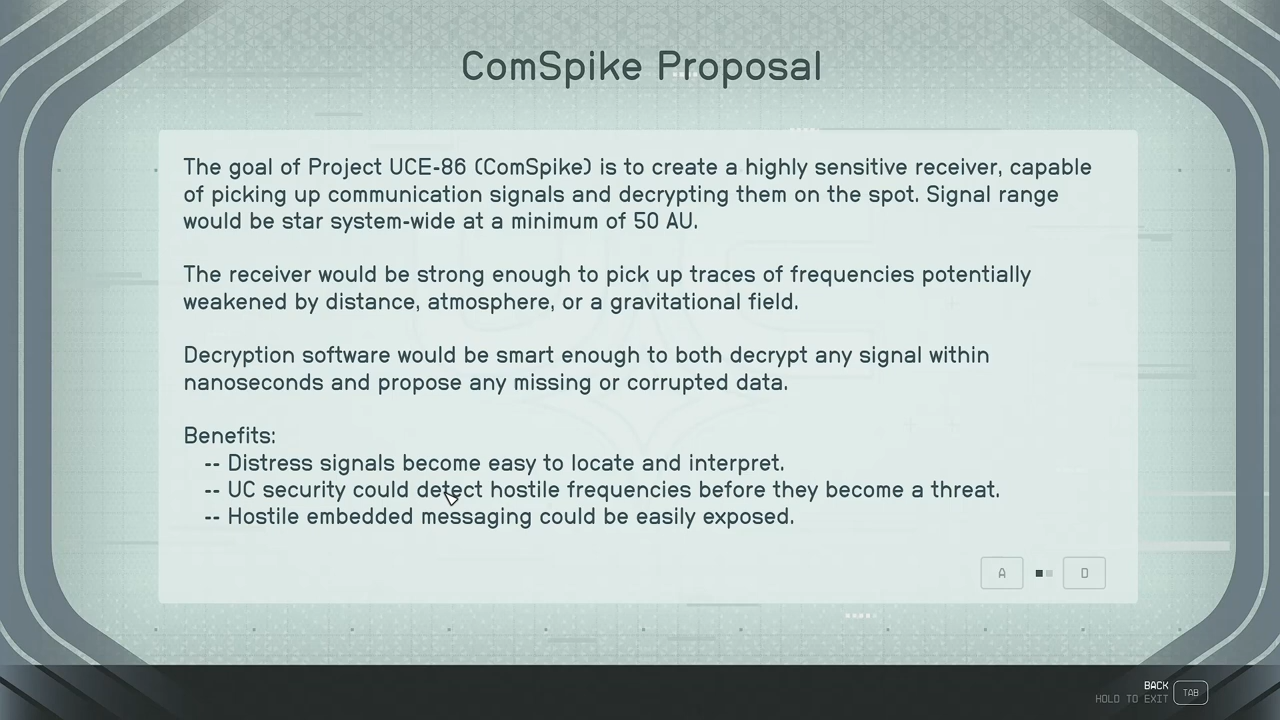 ComSpike Proposal
The goal of Project UCE-86 (ComSpike) is to create a highly sensitive receiver, capable
of picking up communication signals and decrypting them on the spot. Signal range
would be star system-wide at a minimum of 50 AU.
The receiver would be strong enough to pick up traces of frequencies potentially
weakened by distance, atmosphere, or a gravitational field.
Decryption software would be smart enough to both decrypt any signal within
nanoseconds and propose any missing or corrupted data.
Benefits:
-- Distress signals become easy to locate and interpret.
-- UC security could detect hostile frequencies before they become a threat.
-- Hostile embedded messaging could be easily exposed.
A D
BACK
HOLD TO EXIT TAB